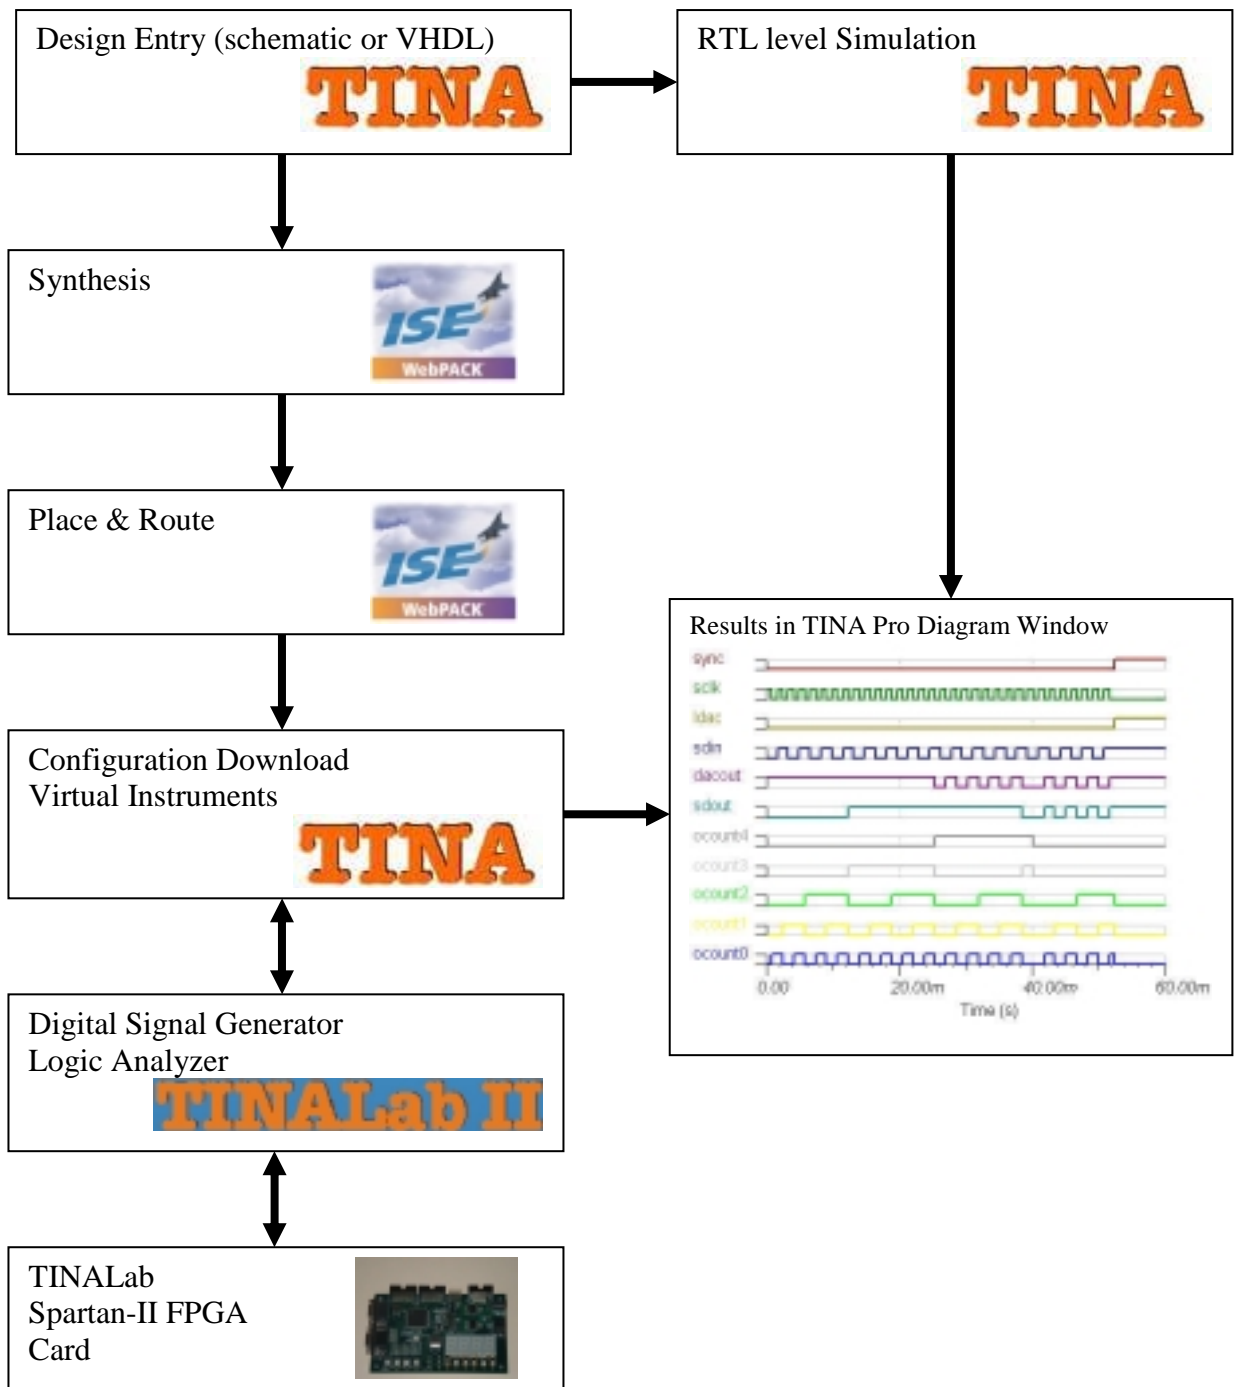 Design Entry (schematic or VHDL)
TINA
RTL level Simulation
TINA
Synthesis
ISE
WebPACK
Place & Route
ISE
WebPACK
Configuration Download
Virtual Instruments
TINA
Results in TINA Pro Diagram Window
sync
sclk
ldac
sdin
dacout
sdout
ocount4
ocount3
ocount2
ocount1
ocount0
0.00 20.00m 40.00m 60.00m
Time (s)
Digital Signal Generator
Logic Analyzer
TINALab II
TINALab
Spartan-II FPGA
Card